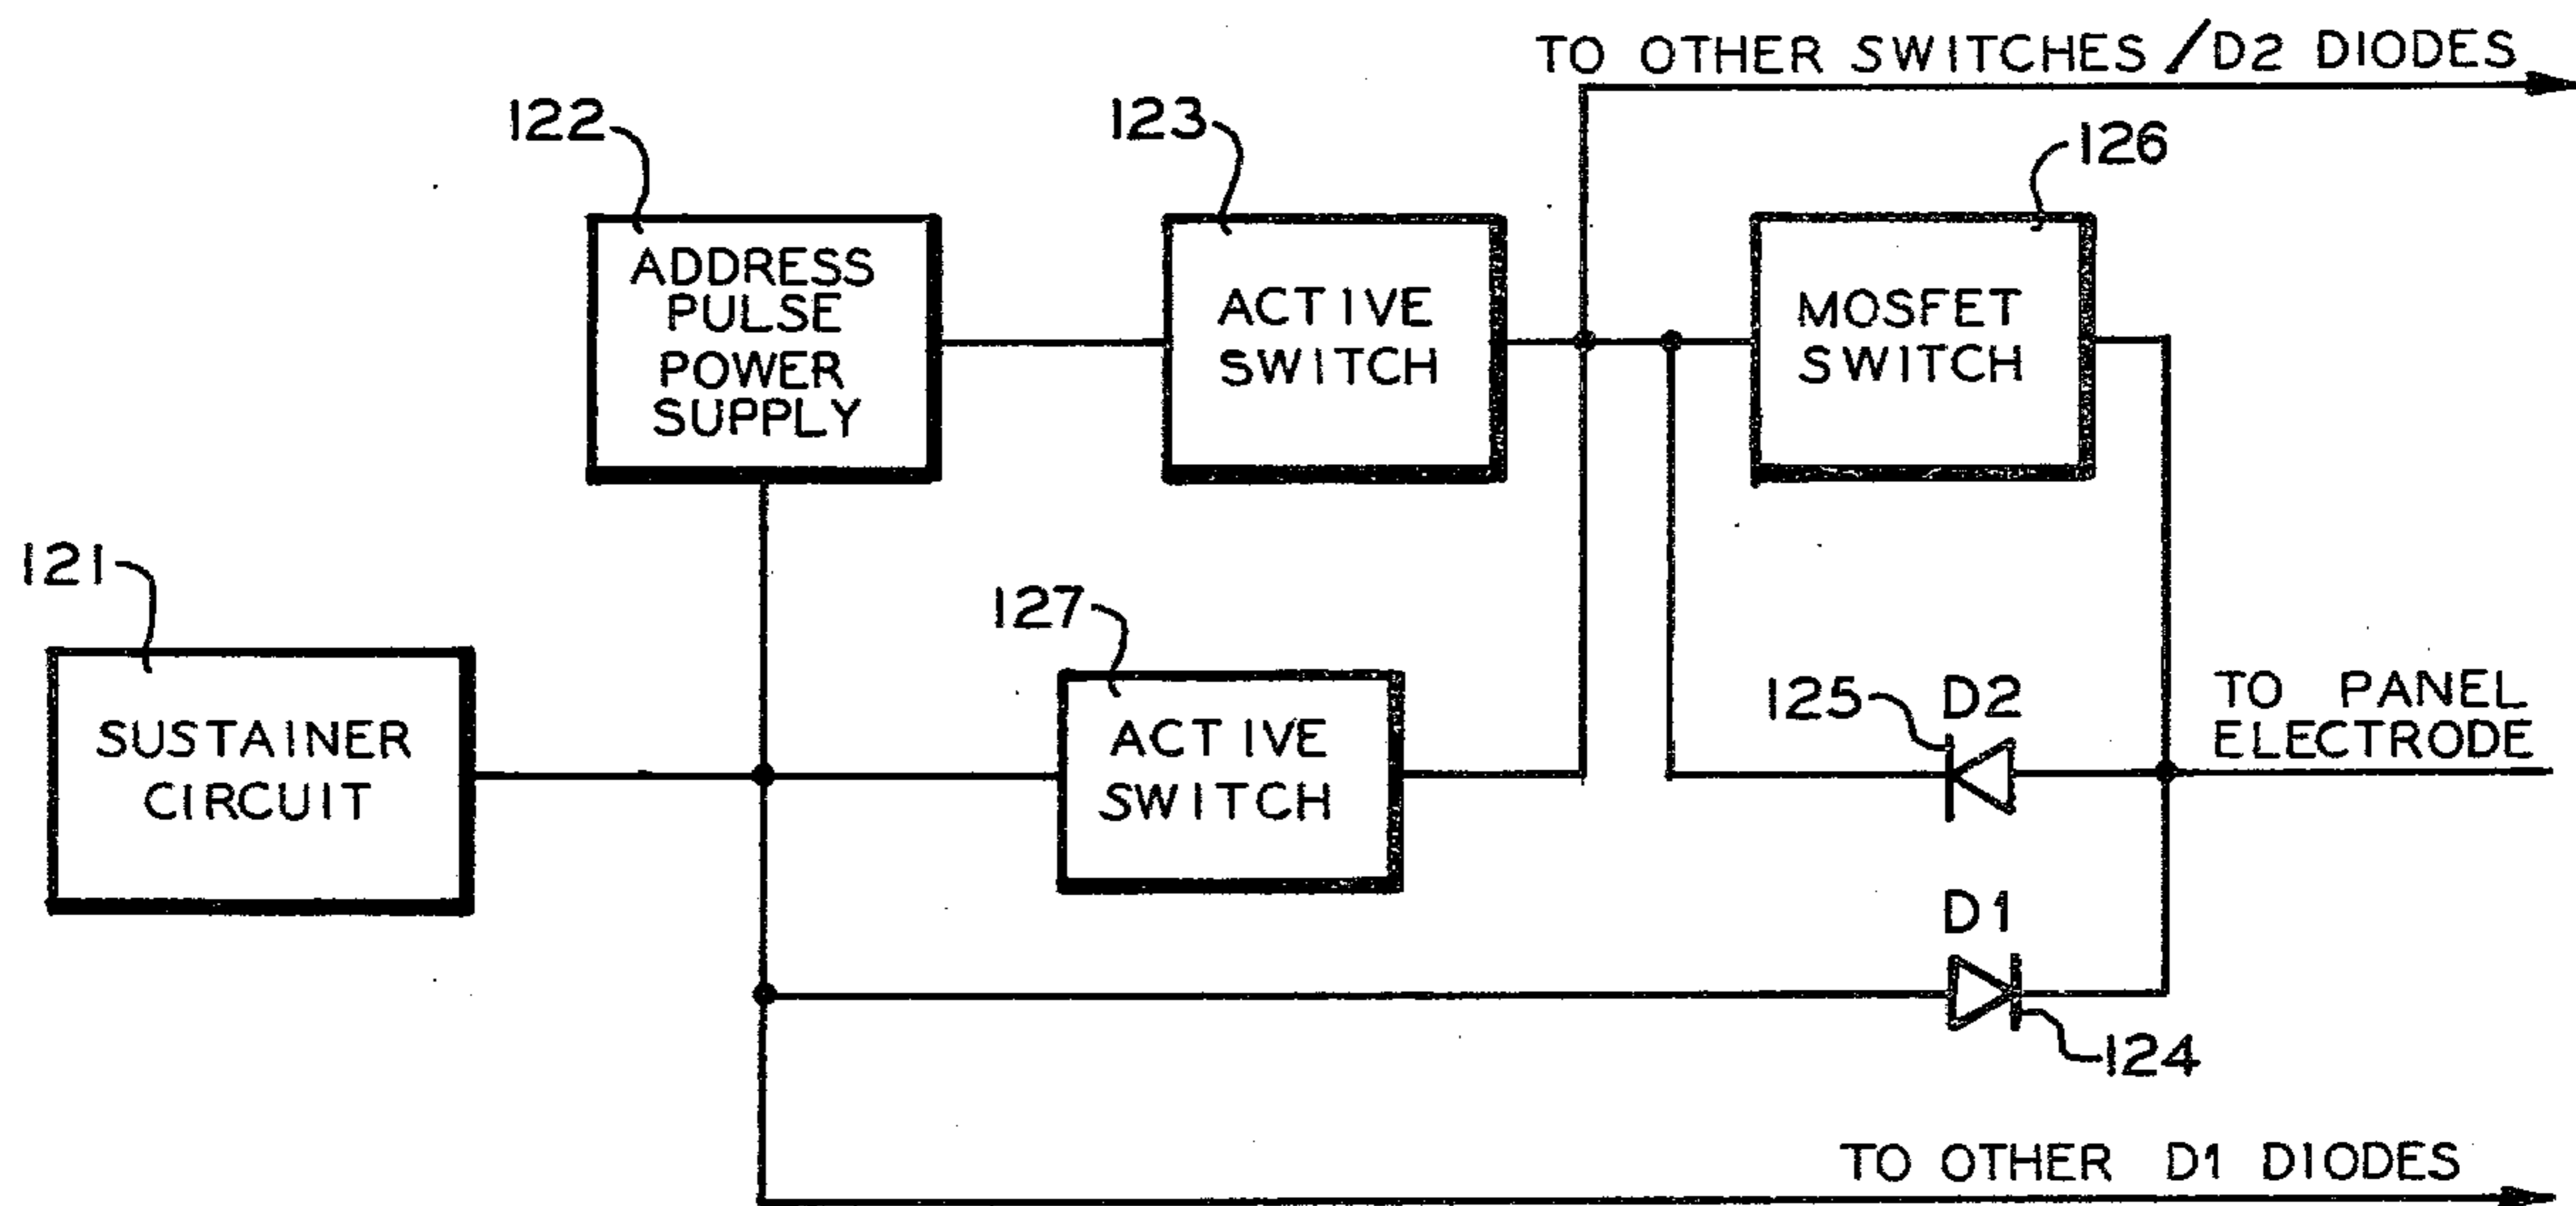 TO OTHER SWITCHES/D2 DIODES
122
123
126
ADDRESS
PULSE
POWER
SUPPLY
ACTIVE
SWITCH
MOSFET
SWITCH
121
127
SUSTAINER
CIRCUIT
ACTIVE
SWITCH
125
D2
TO PANEL
ELECTRODE
D1
124
TO OTHER D1 DIODES